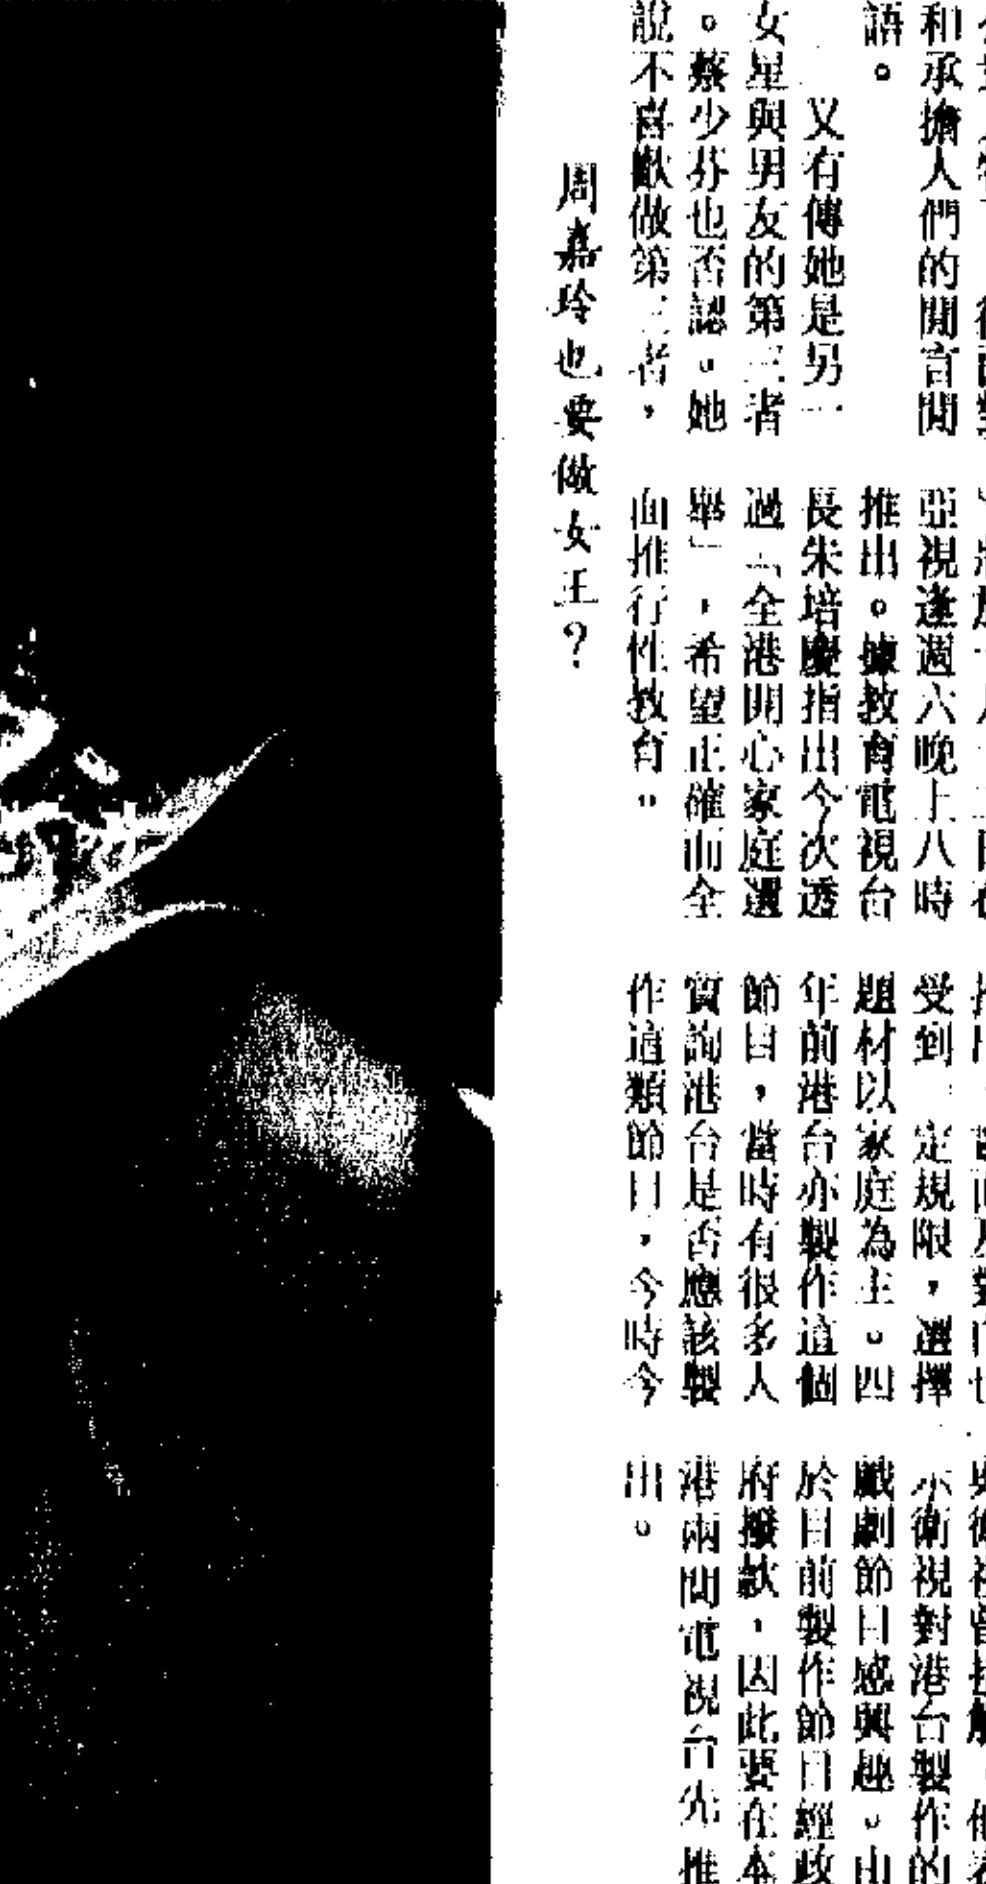 和承擔人們的閒言閒
語。
又有傳她是另一
女星與男友的第三者
。蔡少芬也否認。她
說不喜歡做第三者，
亞視逢週六晚上八時
推出。據教育電視台
長朱培慶指出今次透
過「全港開心家庭選
舉」，希望正確而全
面推行性教育。
受到一定規限，選擇
題材以家庭為主。四
年前港台亦製作這個
節目，當時有很多人
質詢港台是否應該製
作這類節目，今時今
示衛視對港台製作的
戲劇節目感興趣。由
於目前製作節目經政
府撥款，因此要在本
港兩間電視台先推
出。
周嘉玲也要做女王？